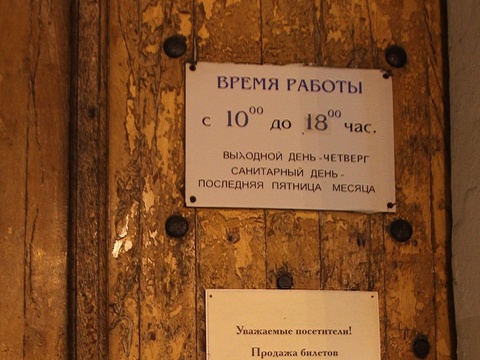 ВРЕМЯ РАБОТЫ
с 10⁰⁰ до 18⁰⁰ час.
ВЫХОДНОЙ ДЕНЬ - ЧЕТВЕРГ
САНИТАРНЫЙ ДЕНЬ -
ПОСЛЕДНЯЯ ПЯТНИЦА МЕСЯЦА
Уважаемые посетители!
Продажа билетов